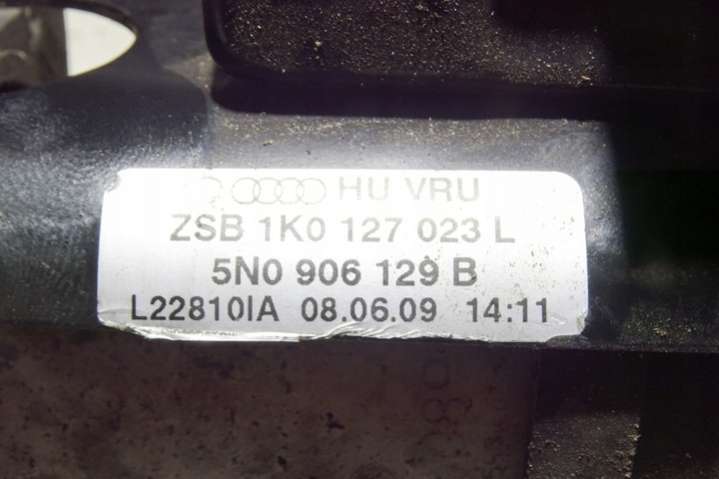 HU VRU
ZSB 1K0 127 023 L
5N0 906 129 B
L22810IA 08.06.09 14:11